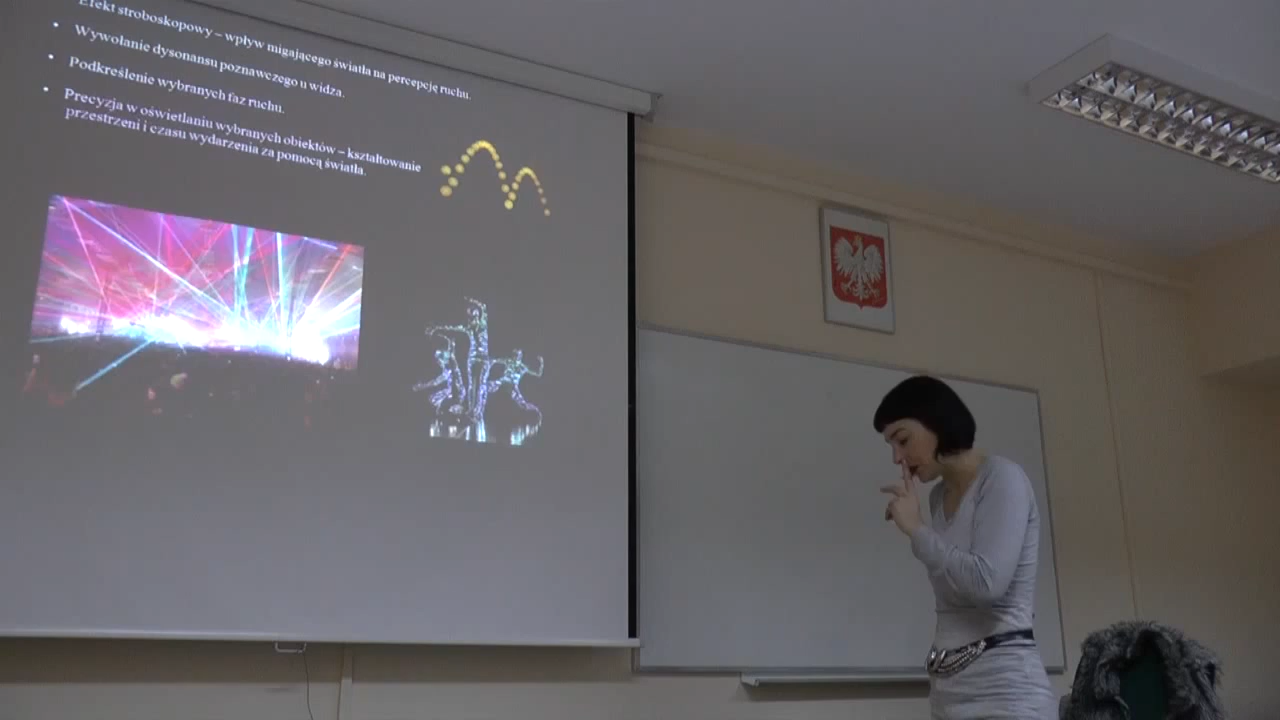 Efekt stroboskopowy – wpływ migającego światła na percepcję ruchu.
• Wywołanie dysonansu poznawczego u widza.
• Podkreślenie wybranych faz ruchu.
• Precyzja w oświetlaniu wybranych obiektów – kształtowanie
przestrzeni i czasu wydarzenia za pomocą światła.